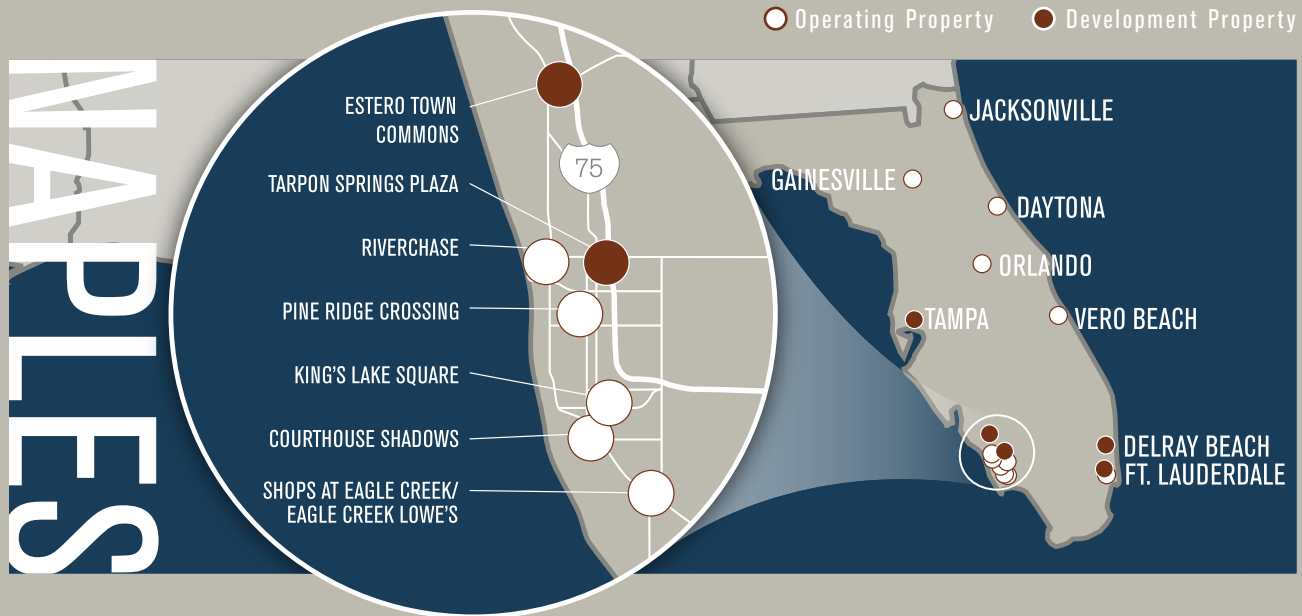 Operating Property
Development Property
NAPLES
ESTERO TOWN
COMMONS
75
TARPON SPRINGS PLAZA
RIVERCHASE
PINE RIDGE CROSSING
KING'S LAKE SQUARE
COURTHOUSE SHADOWS
SHOPS AT EAGLE CREEK/
EAGLE CREEK LOWE'S
JACKSONVILLE
GAINESVILLE
DAYTONA
ORLANDO
TAMPA
VERO BEACH
DELRAY BEACH
FT. LAUDERDALE